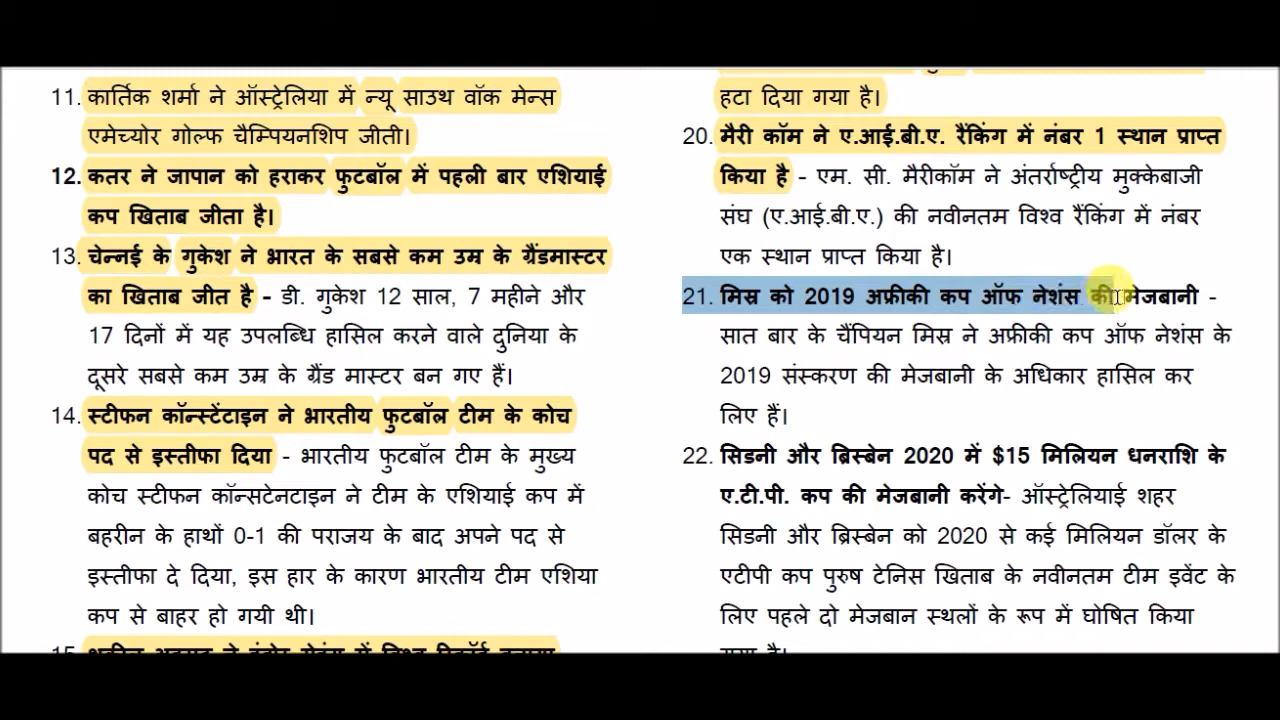 11. कार्तिक शर्मा ने ऑस्ट्रेलिया में न्यू साउथ वॉक मेन्स
एमेच्योर गोल्फ चैम्पियनशिप जीती।
12. कतर ने जापान को हराकर फुटबॉल में पहली बार एशियाई
कप खिताब जीता है।
13. चेन्नई के गुकेश ने भारत के सबसे कम उम्र के ग्रैंडमास्टर
का खिताब जीत है - डी. गुकेश 12 साल, 7 महीने और
17 दिनों में यह उपलब्धि हासिल करने वाले दुनिया के
दूसरे सबसे कम उम्र के ग्रैंड मास्टर बन गए हैं।
14. स्टीफन कॉन्स्टेंटाइन ने भारतीय फुटबॉल टीम के कोच
पद से इस्तीफा दिया - भारतीय फुटबॉल टीम के मुख्य
कोच स्टीफन कॉन्सटेनटाइन ने टीम के एशियाई कप में
बहरीन के हाथों 0-1 की पराजय के बाद अपने पद से
इस्तीफा दे दिया, इस हार के कारण भारतीय टीम एशिया
कप से बाहर हो गयी थी।
हटा दिया गया है।
20. मैरी कॉम ने ए.आई.बी.ए. रैंकिंग में नंबर 1 स्थान प्राप्त
किया है - एम. सी. मैरीकॉम ने अंतर्राष्ट्रीय मुक्केबाजी
संघ (ए.आई.बी.ए.) की नवीनतम विश्व रैंकिंग में नंबर
एक स्थान प्राप्त किया है।
21. मिस्र को 2019 अफ्रीकी कप ऑफ नेशंस की मेजबानी -
सात बार के चैंपियन मिस्र ने अफ्रीकी कप ऑफ नेशंस के
2019 संस्करण की मेजबानी के अधिकार हासिल कर
लिए हैं।
22. सिडनी और ब्रिस्बेन 2020 में $15 मिलियन धनराशि के
ए.टी.पी. कप की मेजबानी करेंगे- ऑस्ट्रेलियाई शहर
सिडनी और ब्रिस्बेन को 2020 से कई मिलियन डॉलर के
एटीपी कप पुरुष टेनिस खिताब के नवीनतम टीम इवेंट के
लिए पहले दो मेजबान स्थलों के रूप में घोषित किया
गया है।